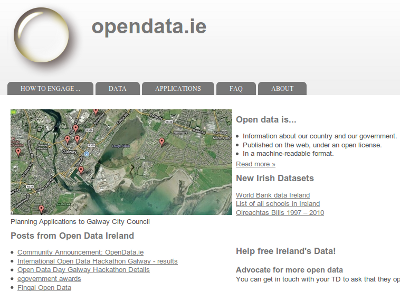 opendata.ie
HOW TO ENGAGE ...
DATA
APPLICATIONS
FAQ
ABOUT
Planning Applications to Galway City Council
Posts from Open Data Ireland
Community Announcement: OpenData.ie
International Open Data Hackathon Galway - results
Open Data Day Galway Hackathon Details
egovernment awards
Fingal Open Data
Open data is...
Information about our country and our government.
Published on the web, under an open license.
In a machine-readable format.
Read more »
New Irish Datasets
World Bank data Ireland
List of all schools in Ireland
Oireachtas Bills 1997 – 2010
Help free Ireland's Data!
Advocate for more open data
You can get in touch with your TD to ask that they op